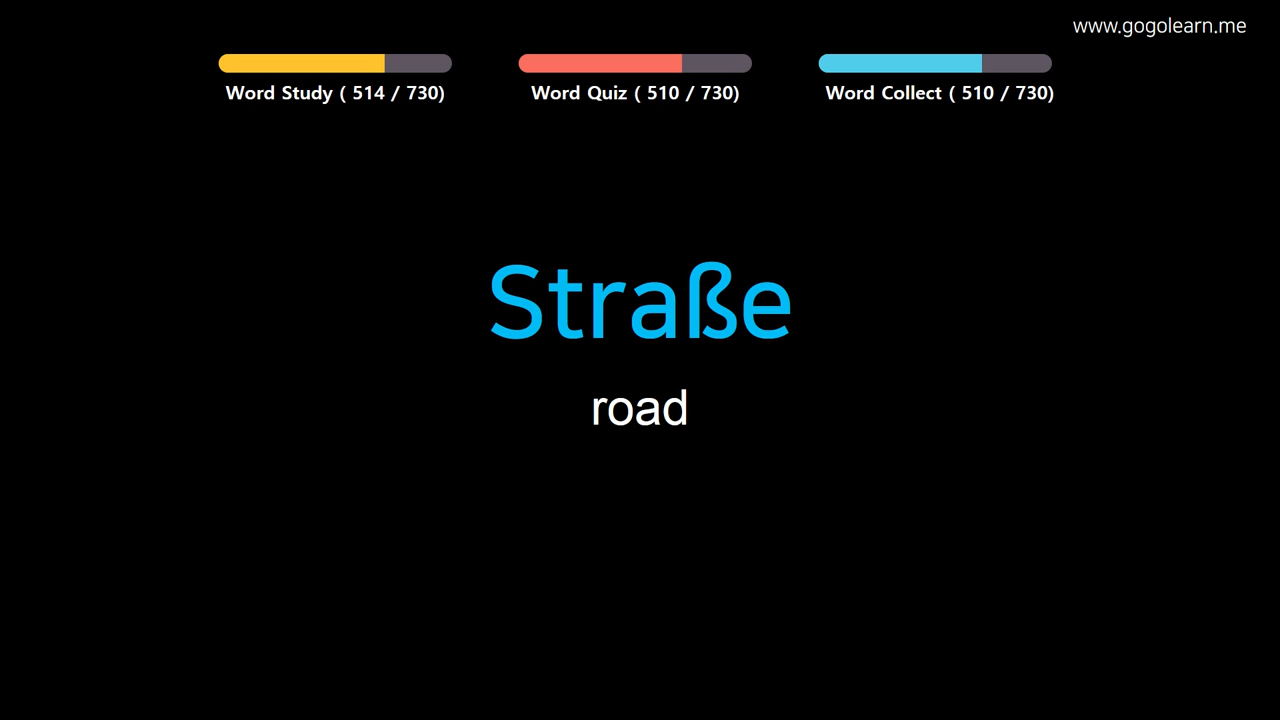 www.gogolearn.me
Word Study ( 514 / 730)
Word Quiz ( 510 / 730)
Word Collect ( 510 / 730)
Straße
road